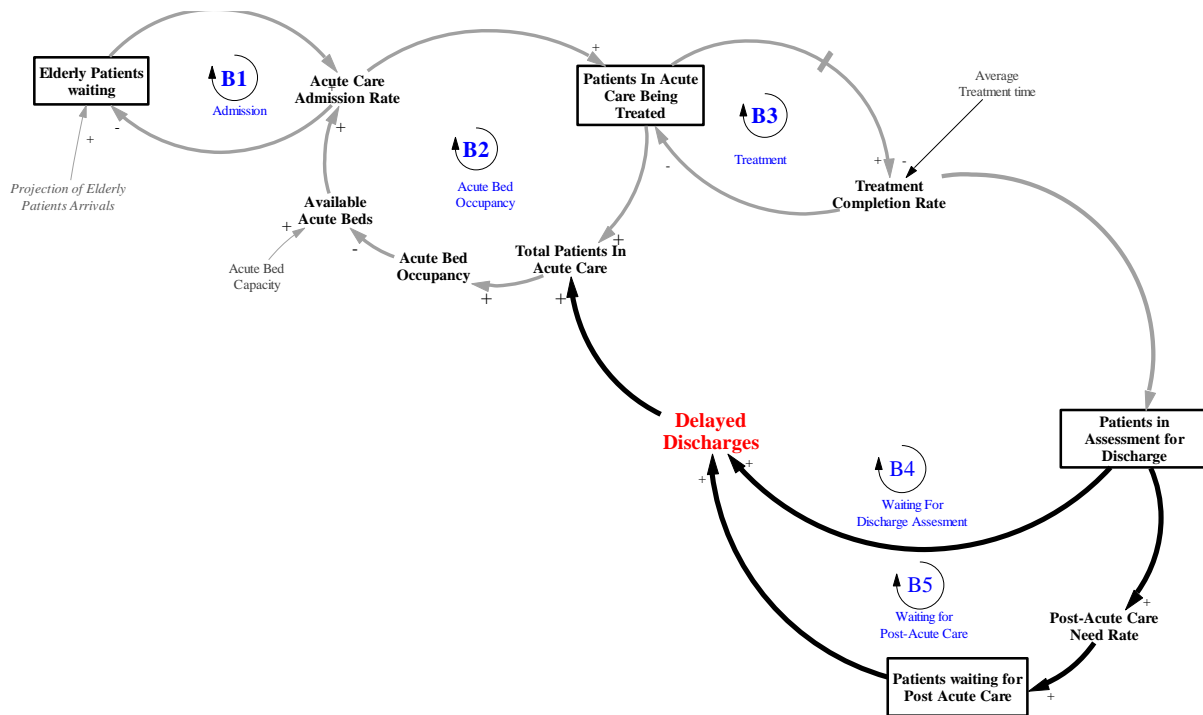 Elderly Patients
waiting
B1
Admission
Acute Care
Admission Rate
+
Patients In Acute
Care Being
Treated
B3
Treatment
Average
Treatment time
-
+
+
+
B2
Acute Bed
Occupancy
-
+
-
Treatment
Completion Rate
Projection of Elderly
Patients Arrivals
Available
Acute Beds
+
Acute Bed
Capacity
-
Acute Bed
Occupancy
+
Total Patients In
Acute Care
+
+
Delayed
Discharges
+
+
Patients in
Assessment for
Discharge
B4
Waiting For
Discharge Assesment
B5
Waiting for
Post-Acute Care
+
Post-Acute Care
Need Rate
Patients waiting for
Post Acute Care
+